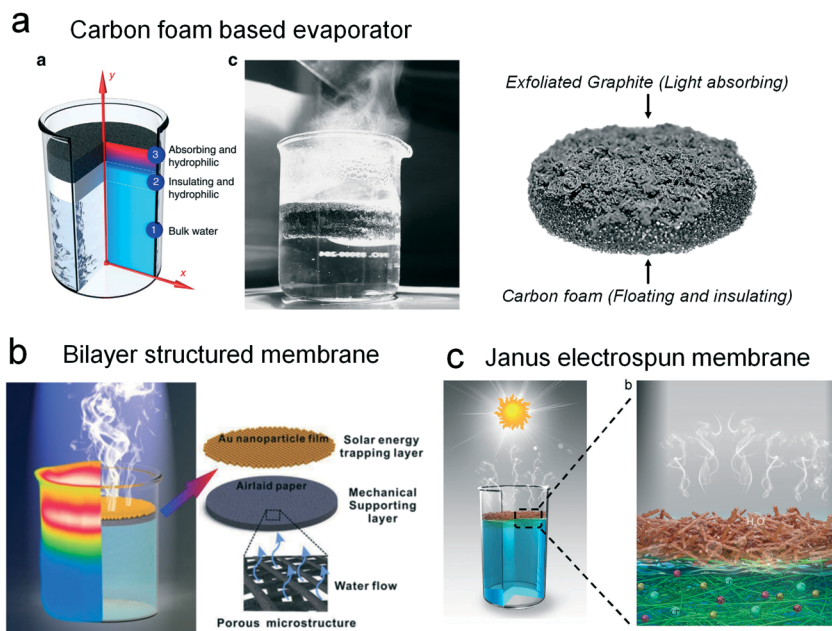 a
Carbon foam based evaporator
a
y
3
Absorbing and
hydrophilic
2
Insulating and
hydrophilic
1
Bulk water
x
c
Exfoliated Graphite (Light absorbing)
Carbon foam (Floating and insulating)
b
Bilayer structured membrane
Au nanoparticle film
Solar energy
trapping layer
Airlaid paper
Mechanical
Supporting
layer
Water flow
Porous microstructure
c
Janus electrospun membrane
b
H₂O